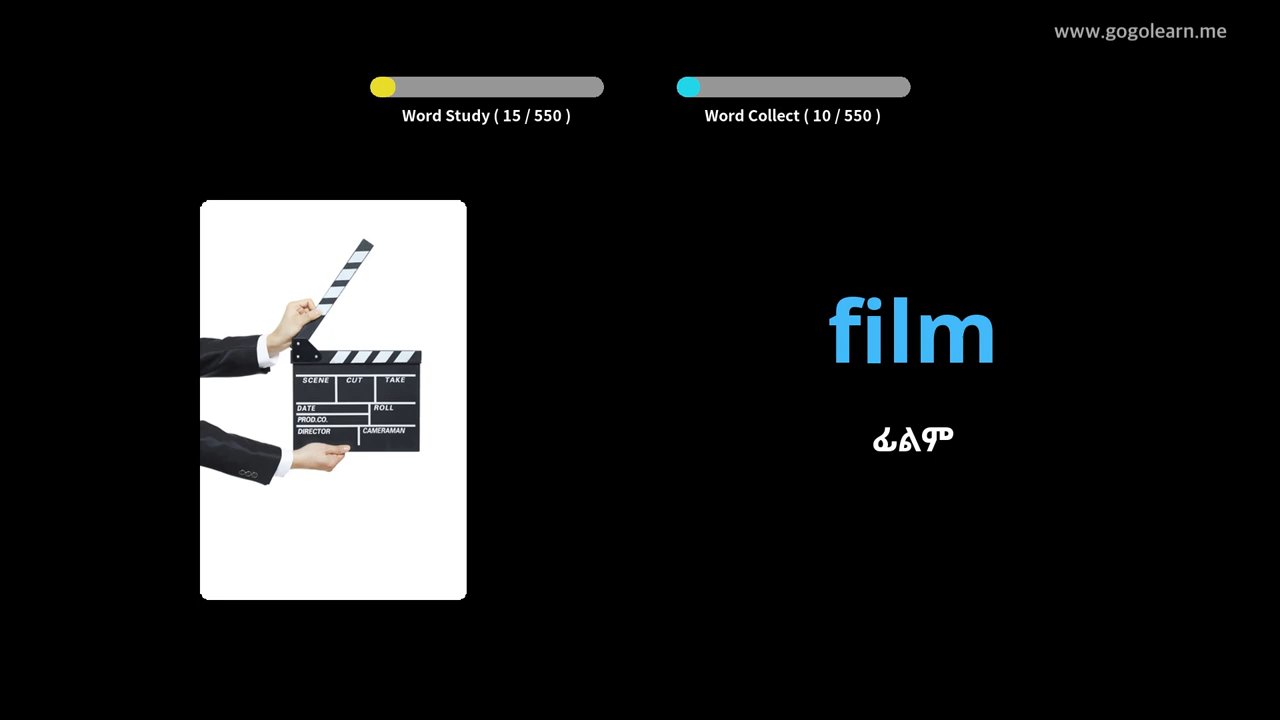 www.gogolearn.me
Word Study ( 15 / 550 )
Word Collect ( 10 / 550 )
SCENE CUT TAKE
DATE ROLL
PROD.CO.
DIRECTOR CAMERAMAN
film
ፊልም